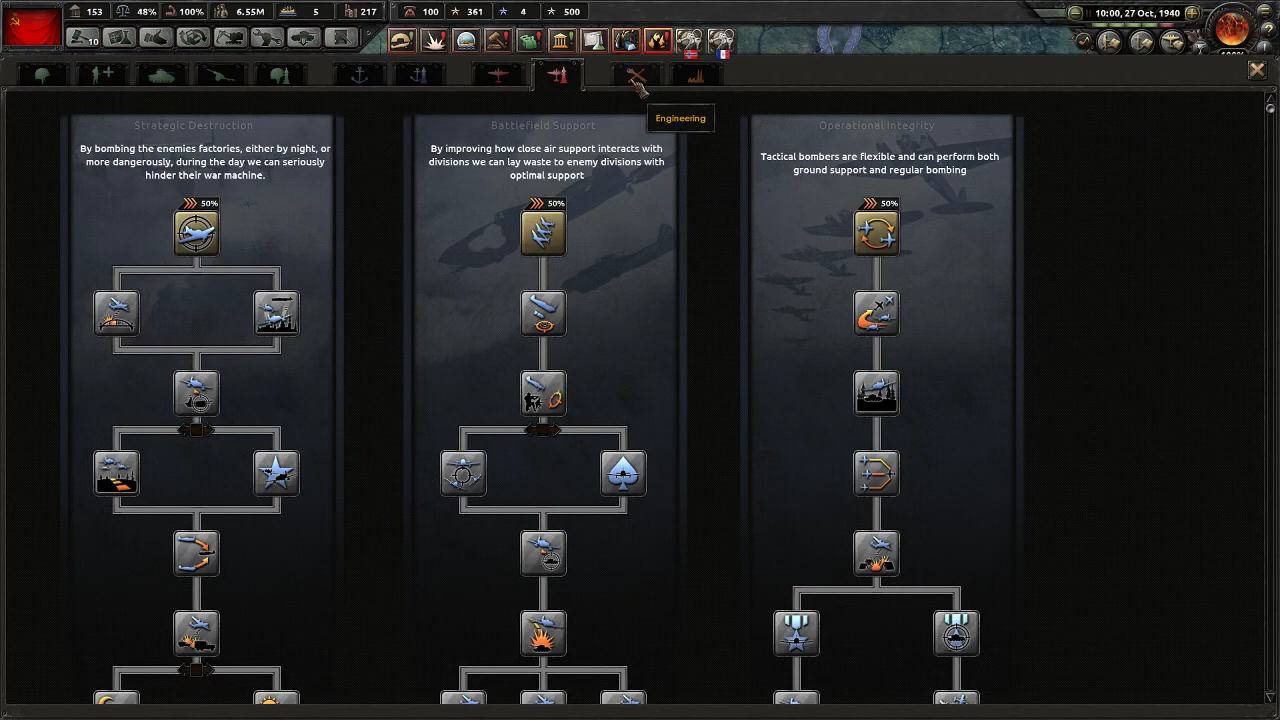 153 48% 100% 6.55M 5 217 100 361 4 500 10:00, 27 Oct, 1940
10
100%
Engineering
Strategic Destruction
By bombing the enemies factories, either by night, or
more dangerously, during the day we can seriously
hinder their war machine.
50%
Battlefield Support
By improving how close air support interacts with
divisions we can lay waste to enemy divisions with
optimal support
50%
Operational Integrity
Tactical bombers are flexible and can perform both
ground support and regular bombing
50%